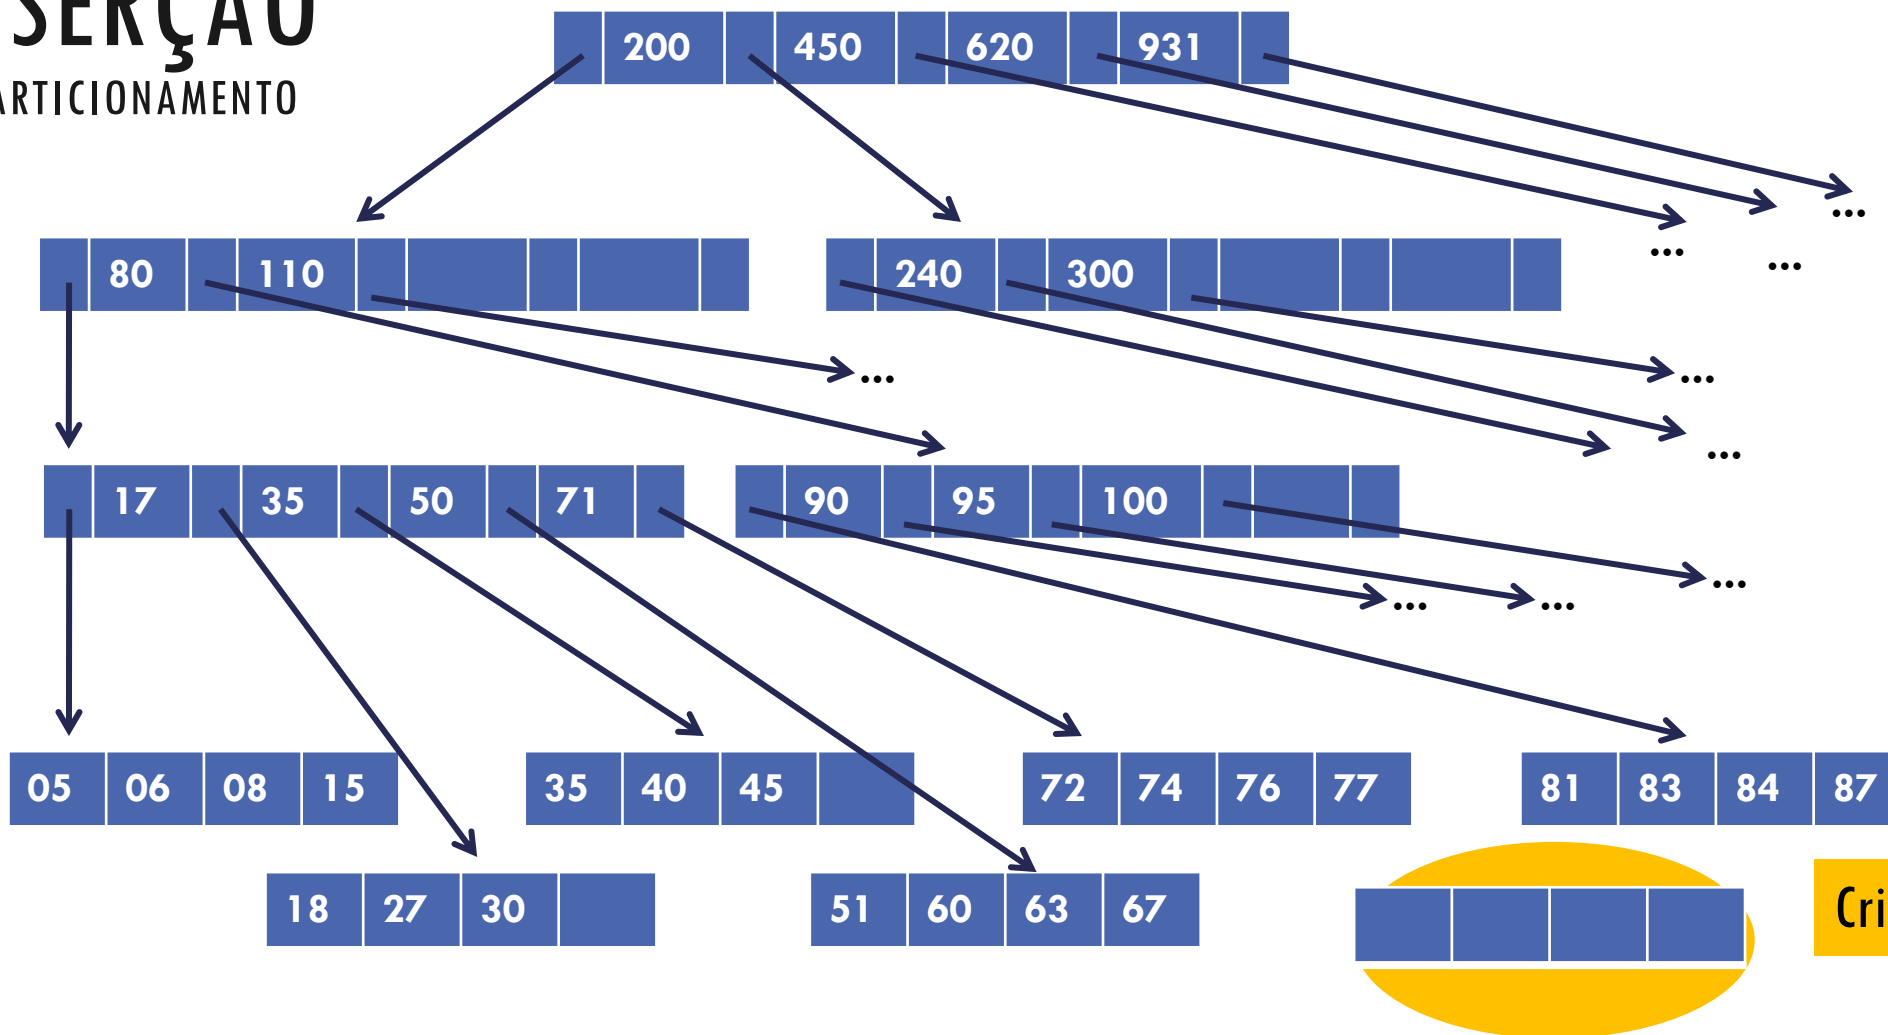 SERÇÃO
ARTICIONAMENTO
200 450 620 931
...
... ...
80 110 240 300
... ...
...
17 35 50 71 90 95 100
... ... ...
05 06 08 15 35 40 45 72 74 76 77 81 83 84 87
18 27 30 51 60 63 67
Cri